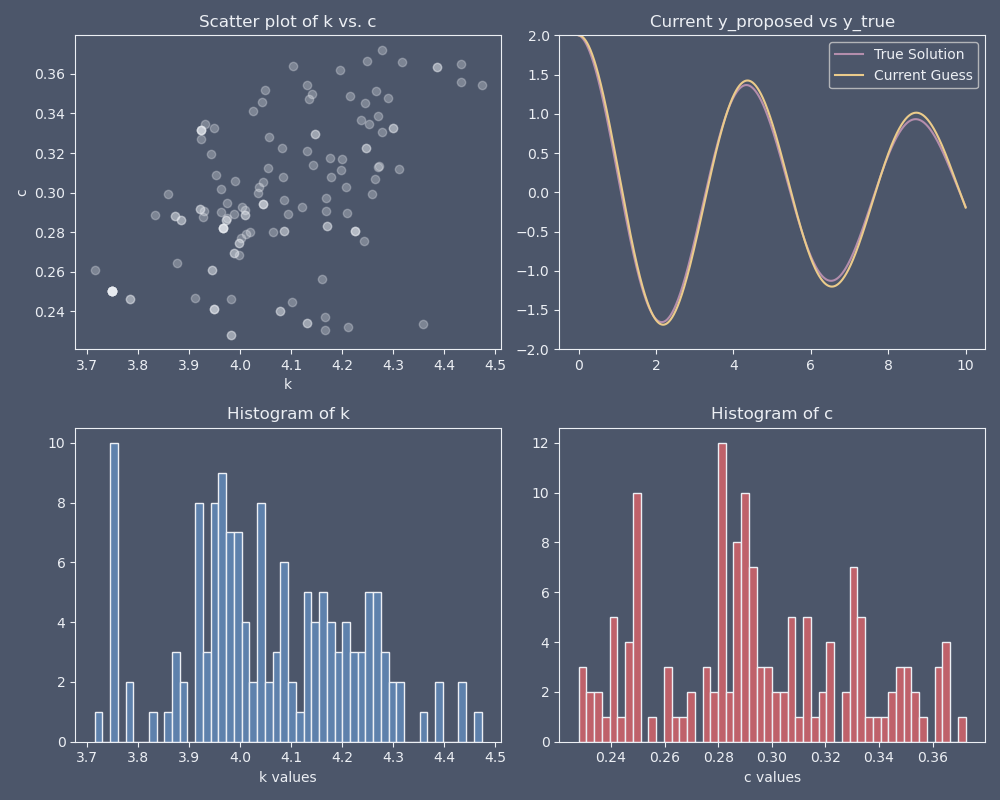 Scatter plot of k vs. c
c
0.36
0.34
0.32
0.30
0.28
0.26
0.24
3.7 3.8 3.9 4.0 4.1 4.2 4.3 4.4 4.5
k
Current y_proposed vs y_true
True Solution
Current Guess
2.0
1.5
1.0
0.5
0.0
−0.5
−1.0
−1.5
−2.0
0 2 4 6 8 10
Histogram of k
10
8
6
4
2
0
3.7 3.8 3.9 4.0 4.1 4.2 4.3 4.4 4.5
k values
Histogram of c
12
10
8
6
4
2
0
0.24 0.26 0.28 0.30 0.32 0.34 0.36
c values